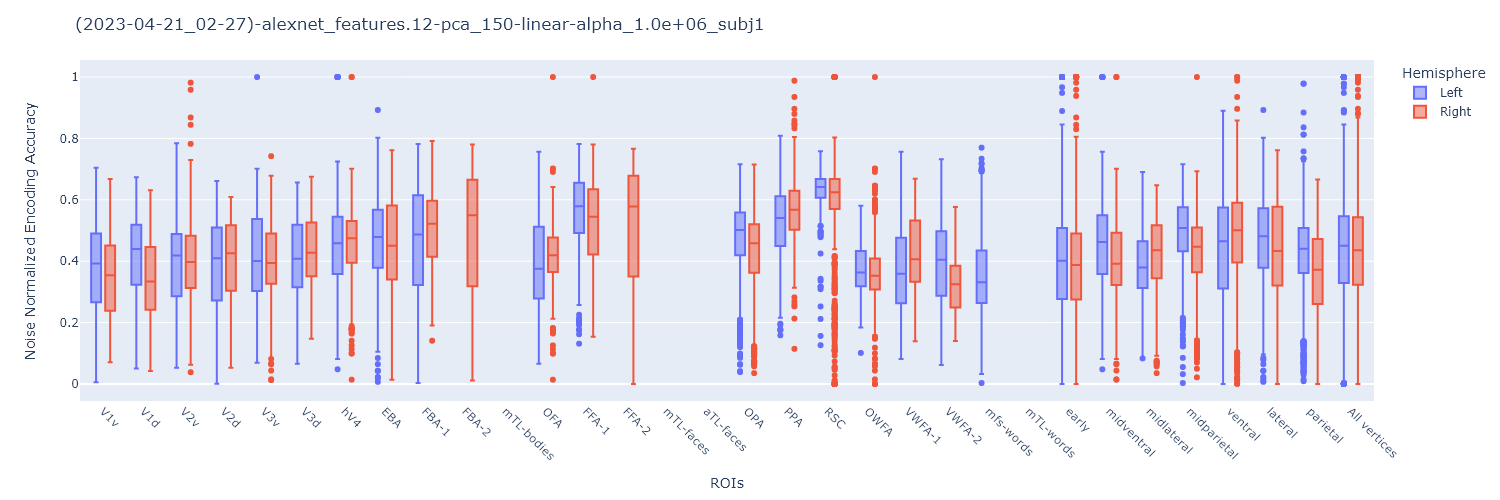 (2023-04-21_02-27)-alexnet_features.12-pca_150-linear-alpha_1.0e+06_subj1
Hemisphere
Left
Right
Noise Normalized Encoding Accuracy
1
0.8
0.6
0.4
0.2
0
V1v
V1d
V2v
V2d
V3v
V3d
hV4
EBA
FBA-1
FBA-2
mTL-bodies
OFA
FFA-1
FFA-2
mTL-faces
aTL-faces
OPA
PPA
RSC
OWFA
VWFA-1
VWFA-2
mfs-words
mTL-words
early
midventral
midlateral
midparietal
ventral
lateral
parietal
All vertices
ROIs